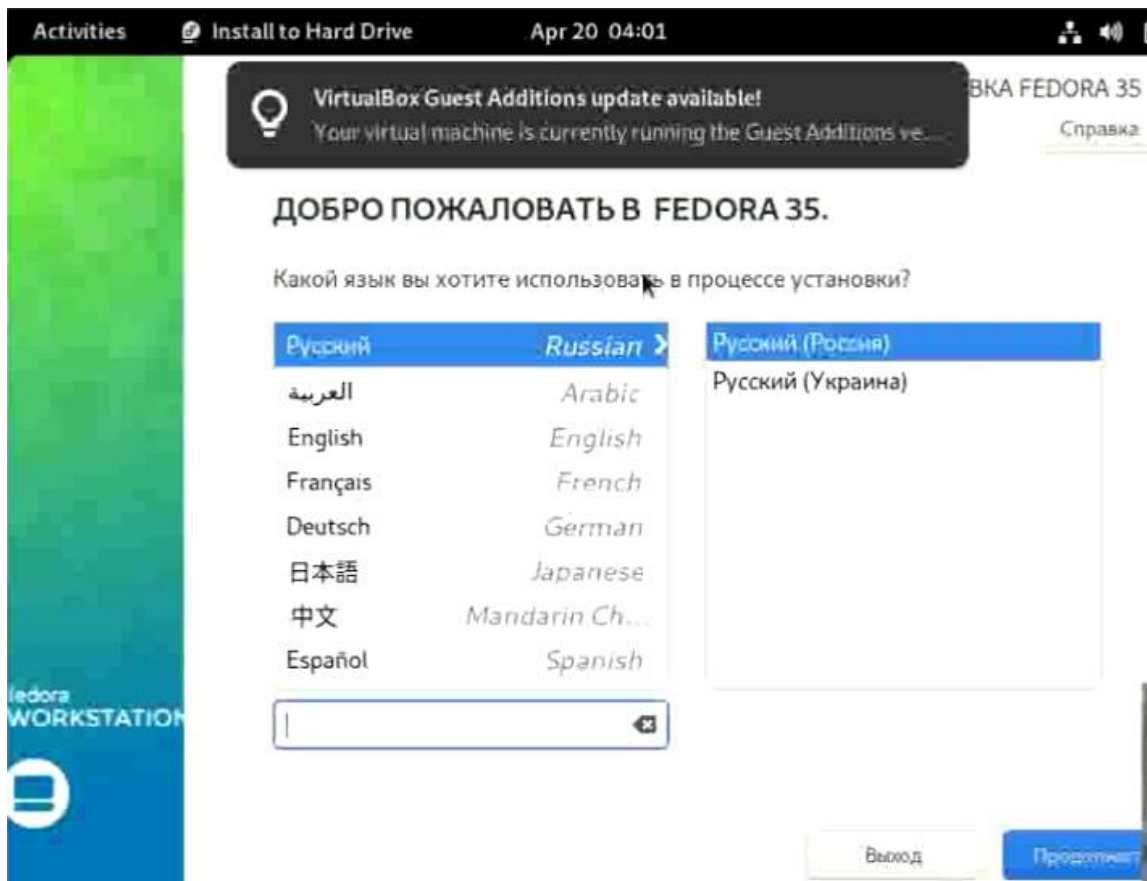 Activities Install to Hard Drive Apr 20 04:01
VirtualBox Guest Additions update available!
Your virtual machine is currently running the Guest Additions ve...
ВКА FEDORA 35
Справка
ДОБРО ПОЖАЛОВАТЬ В FEDORA 35.
Какой язык вы хотите использовать в процессе установки?
Русский Russian
العربية Arabic
English English
Français French
Deutsch German
日本語 Japanese
中文 Mandarin Ch...
Español Spanish
Русский (Россия)
Русский (Украина)
fedora
WORKSTATION
Выход